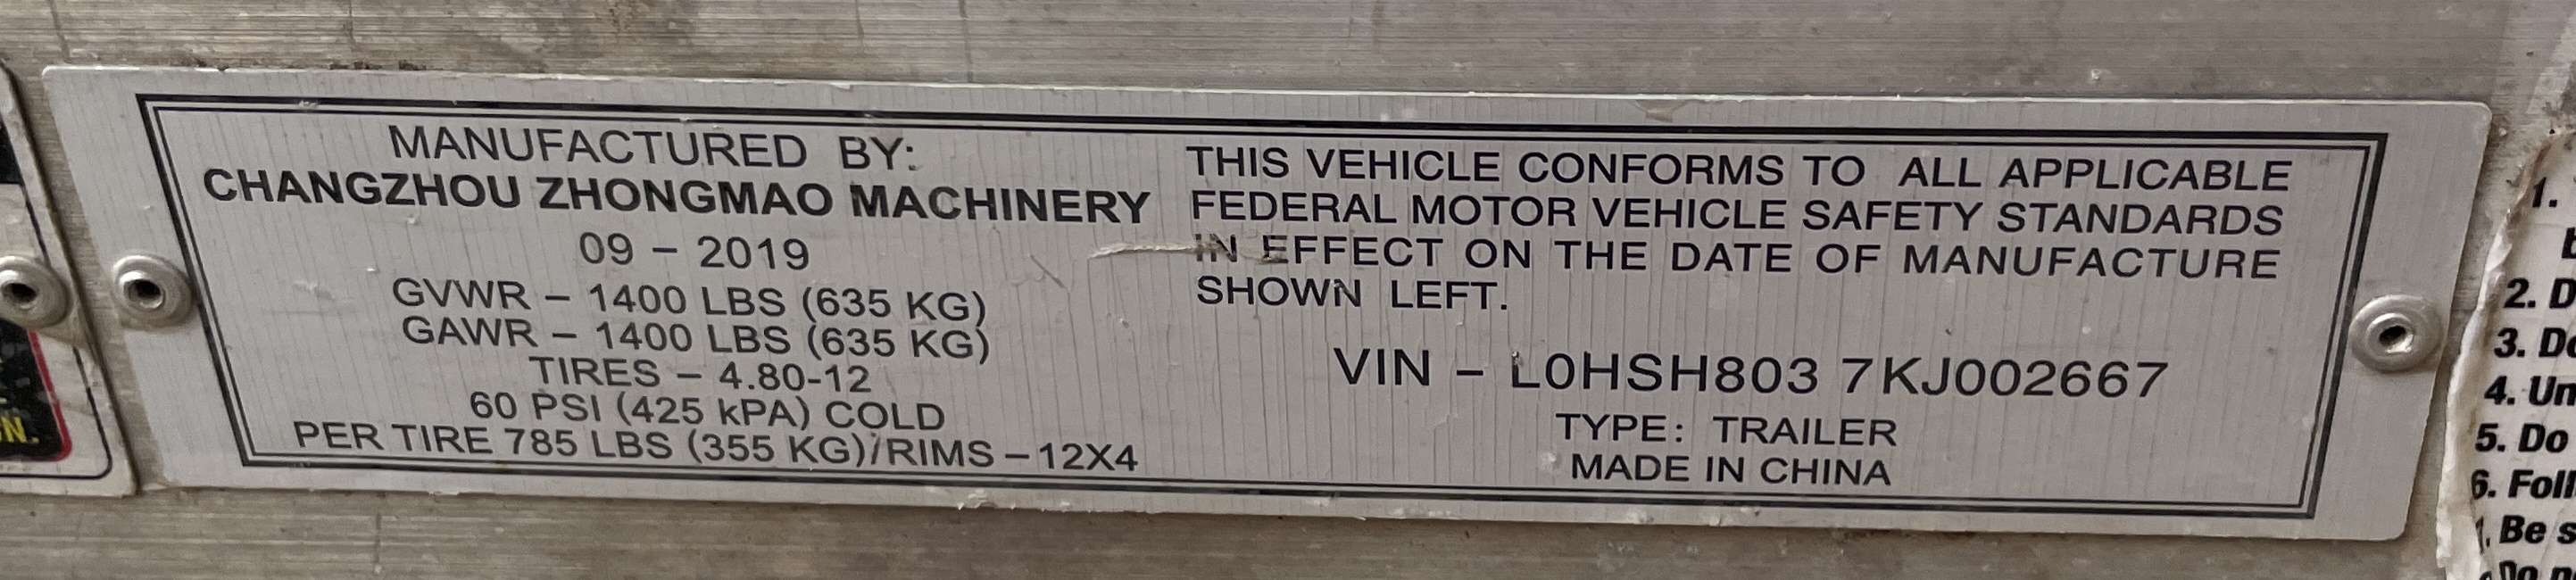 MANUFACTURED BY:
CHANGZHOU ZHONGMAO MACHINERY
09 - 2019
GVWR - 1400 LBS (635 KG)
GAWR - 1400 LBS (635 KG)
TIRES - 4.80-12
60 PSI (425 kPA) COLD
PER TIRE 785 LBS (355 KG)/RIMS - 12X4
THIS VEHICLE CONFORMS TO ALL APPLICABLE
FEDERAL MOTOR VEHICLE SAFETY STANDARDS
IN EFFECT ON THE DATE OF MANUFACTURE
SHOWN LEFT.
VIN - L0HSH803 7KJ002667
TYPE: TRAILER
MADE IN CHINA
1.
2.
3.
4.
5. Do
6.
Be